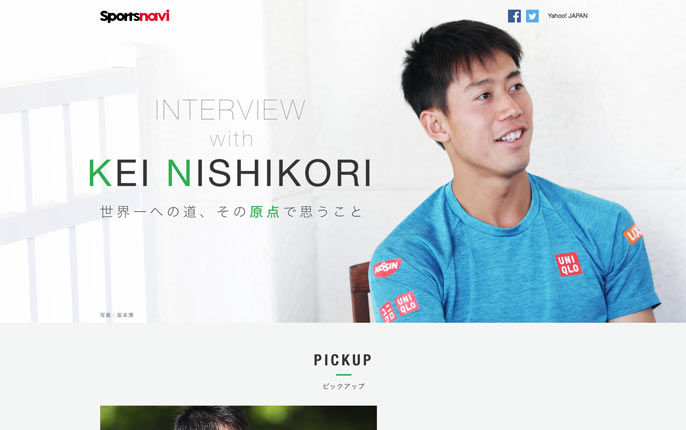 Sportsnavi
Yahoo! JAPAN
INTERVIEW
with
KEI NISHIKORI
世界一への道、その原点で思うこと
NISSIN
UNI
QLO
UNI
QLO
LIX
写真：坂本清
PICKUP
ピックアップ